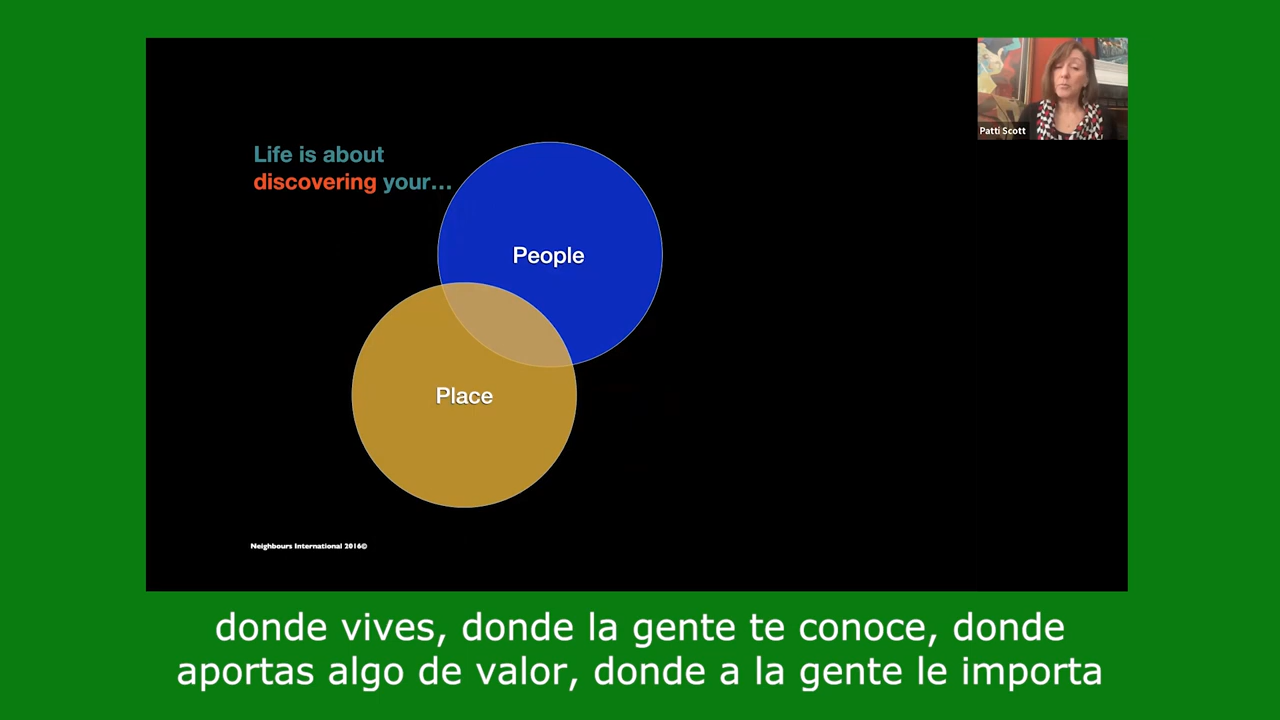 Patti Scott
Life is about
discovering your...
People
Place
Neighbours International 2016©
donde vives, donde la gente te conoce, donde
aportas algo de valor, donde a la gente le importa